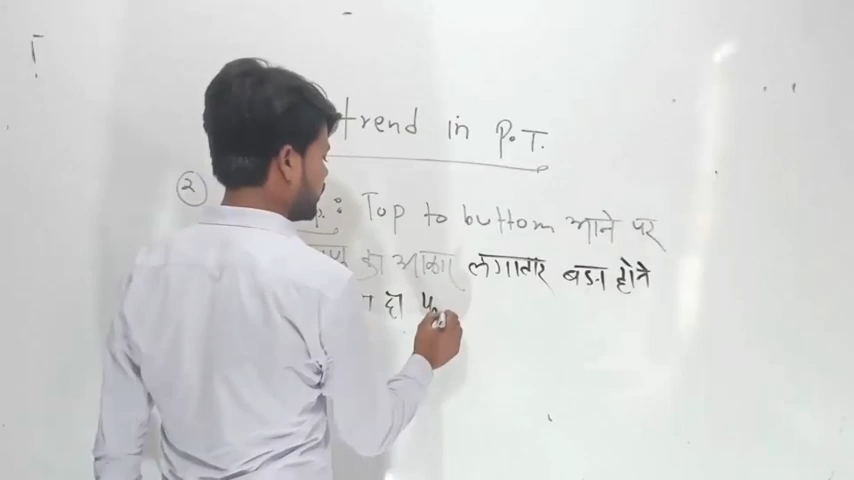 trend in P.T.
② p.: Top to buttom आने पर
का आकार लगातार बडा होने